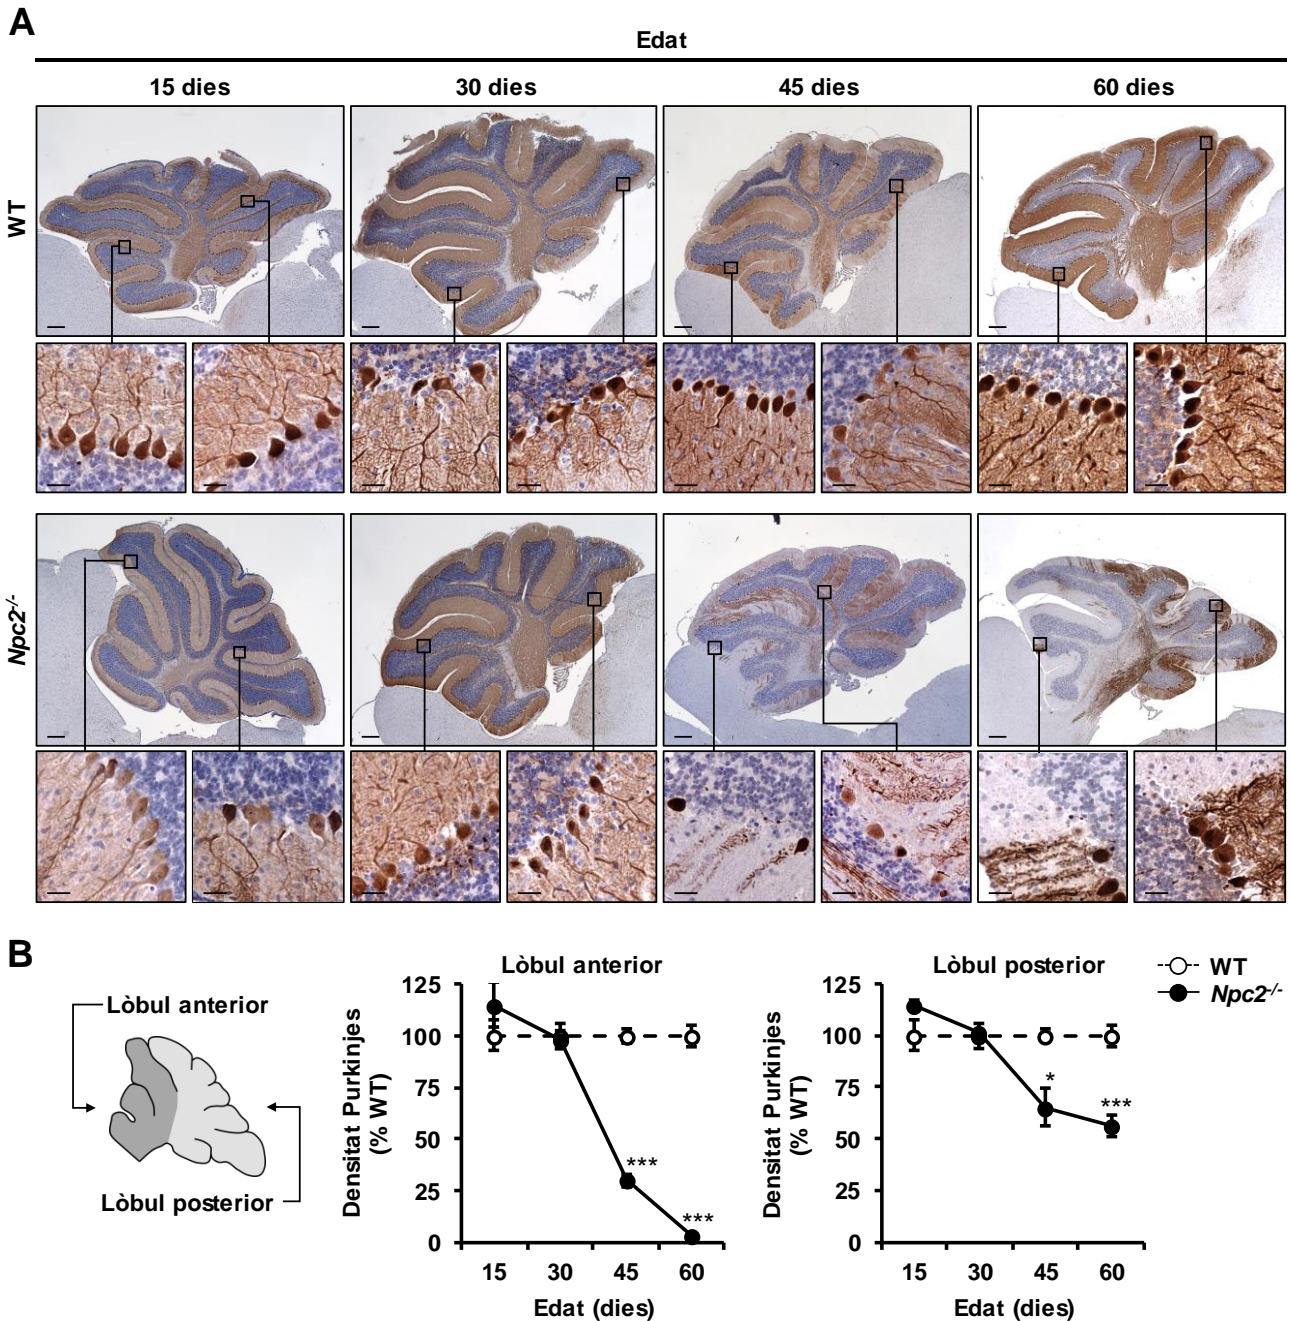 A
Edat
15 dies
30 dies
45 dies
60 dies
WT
Npc2-/-
B
Lòbul anterior
Lòbul posterior
Lòbul anterior
Densitat Purkinjes
(% WT)
125
100
75
50
25
0
***
***
15 30 45 60
Edat (dies)
Lòbul posterior
Densitat Purkinjes
(% WT)
125
100
75
50
25
0
*
***
15 30 45 60
Edat (dies)
WT
Npc2-/-